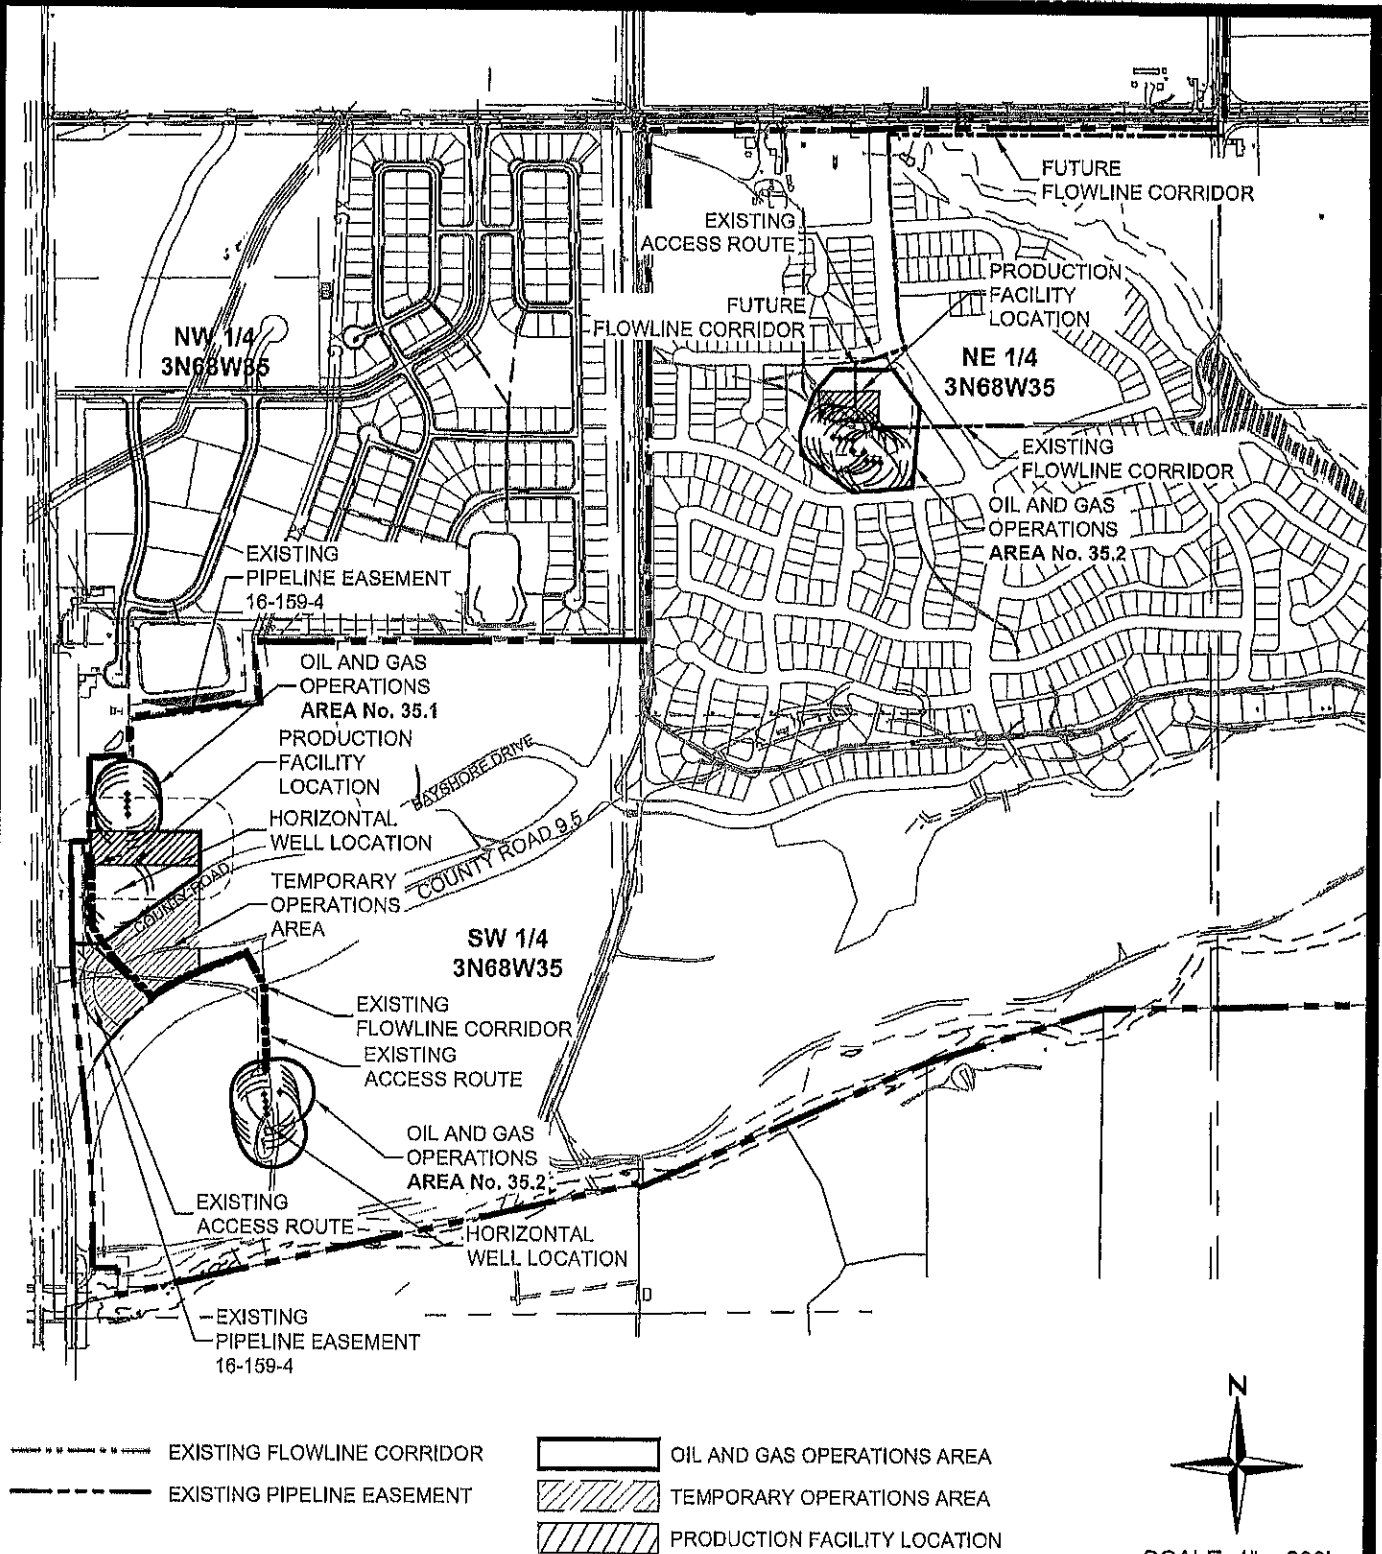 FUTURE
FLOWLINE CORRIDOR
EXISTING
ACCESS ROUTE
PRODUCTION
FACILITY
LOCATION
FUTURE
FLOWLINE CORRIDOR
NW 1/4
3N68W35
NE 1/4
3N68W35
EXISTING
FLOWLINE CORRIDOR
OIL AND GAS
OPERATIONS
AREA No. 35.2
EXISTING
PIPELINE EASEMENT
16-159-4
OIL AND GAS
OPERATIONS
AREA No. 35.1
PRODUCTION
FACILITY
LOCATION
BAYSHORE DRIVE
HORIZONTAL
WELL LOCATION
COUNTY ROAD 9.5
COUNTY ROAD
TEMPORARY
OPERATIONS
AREA
SW 1/4
3N68W35
EXISTING
FLOWLINE CORRIDOR
EXISTING
ACCESS ROUTE
OIL AND GAS
OPERATIONS
AREA No. 35.2
EXISTING
ACCESS ROUTE
HORIZONTAL
WELL LOCATION
EXISTING
PIPELINE EASEMENT
16-159-4
N
EXISTING FLOWLINE CORRIDOR
OIL AND GAS OPERATIONS AREA
EXISTING PIPELINE EASEMENT
TEMPORARY OPERATIONS AREA
PRODUCTION FACILITY LOCATION